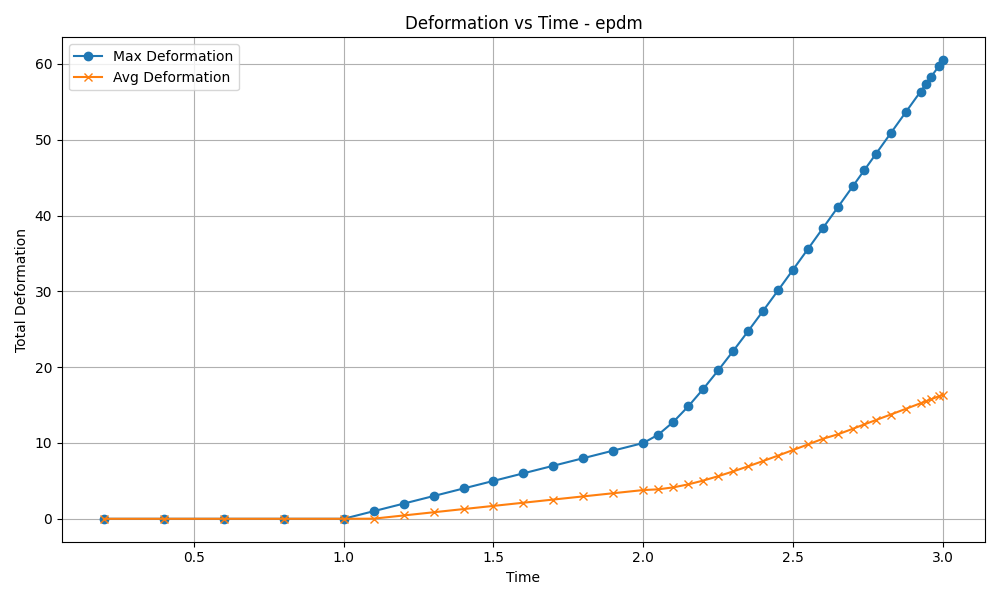 Deformation vs Time - epdm
Max Deformation
Avg Deformation
Total Deformation
60
50
40
30
20
10
0
0.5 1.0 1.5 2.0 2.5 3.0
Time